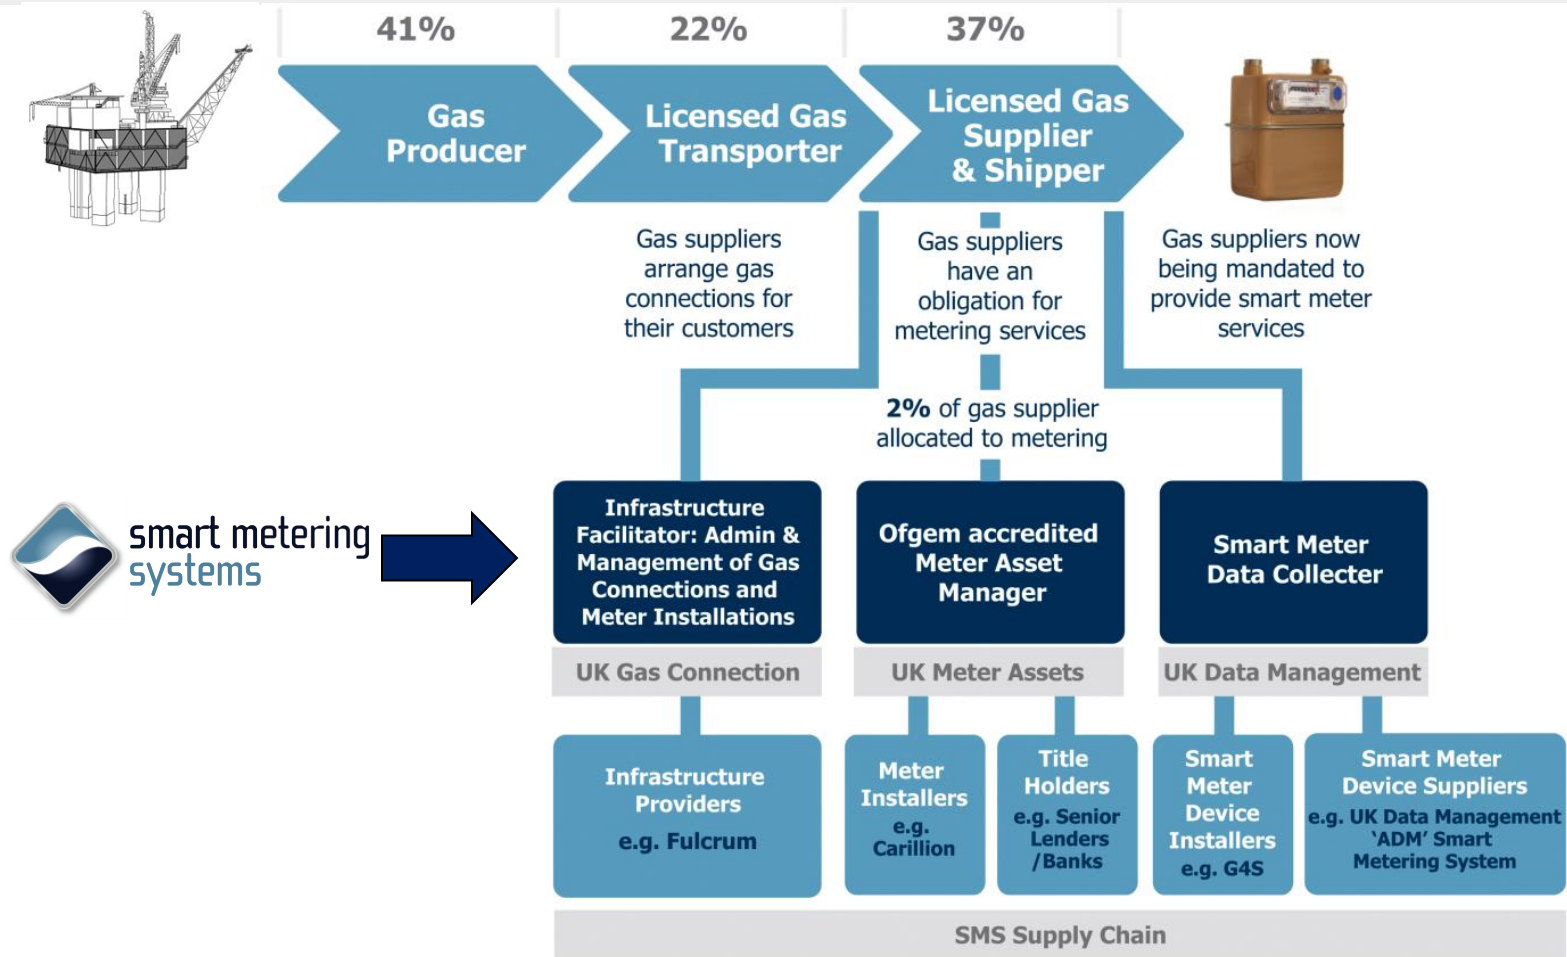 41%
22%
37%
Gas
Producer
Licensed Gas
Transporter
Licensed Gas
Supplier
& Shipper
Gas suppliers
arrange gas
connections for
their customers
Gas suppliers
have an
obligation for
metering services
Gas suppliers now
being mandated to
provide smart meter
services
2% of gas supplier
allocated to metering
smart metering
systems
Infrastructure
Facilitator: Admin &
Management of Gas
Connections and
Meter Installations
Ofgem accredited
Meter Asset
Manager
Smart Meter
Data Collecter
UK Gas Connection
UK Meter Assets
UK Data Management
Infrastructure
Providers
e.g. Fulcrum
Meter
Installers
e.g.
Carillion
Title
Holders
e.g. Senior
Lenders
/Banks
Smart
Meter
Device
Installers
e.g. G4S
Smart Meter
Device Suppliers
e.g. UK Data Management
‘ADM’ Smart
Metering System
SMS Supply Chain